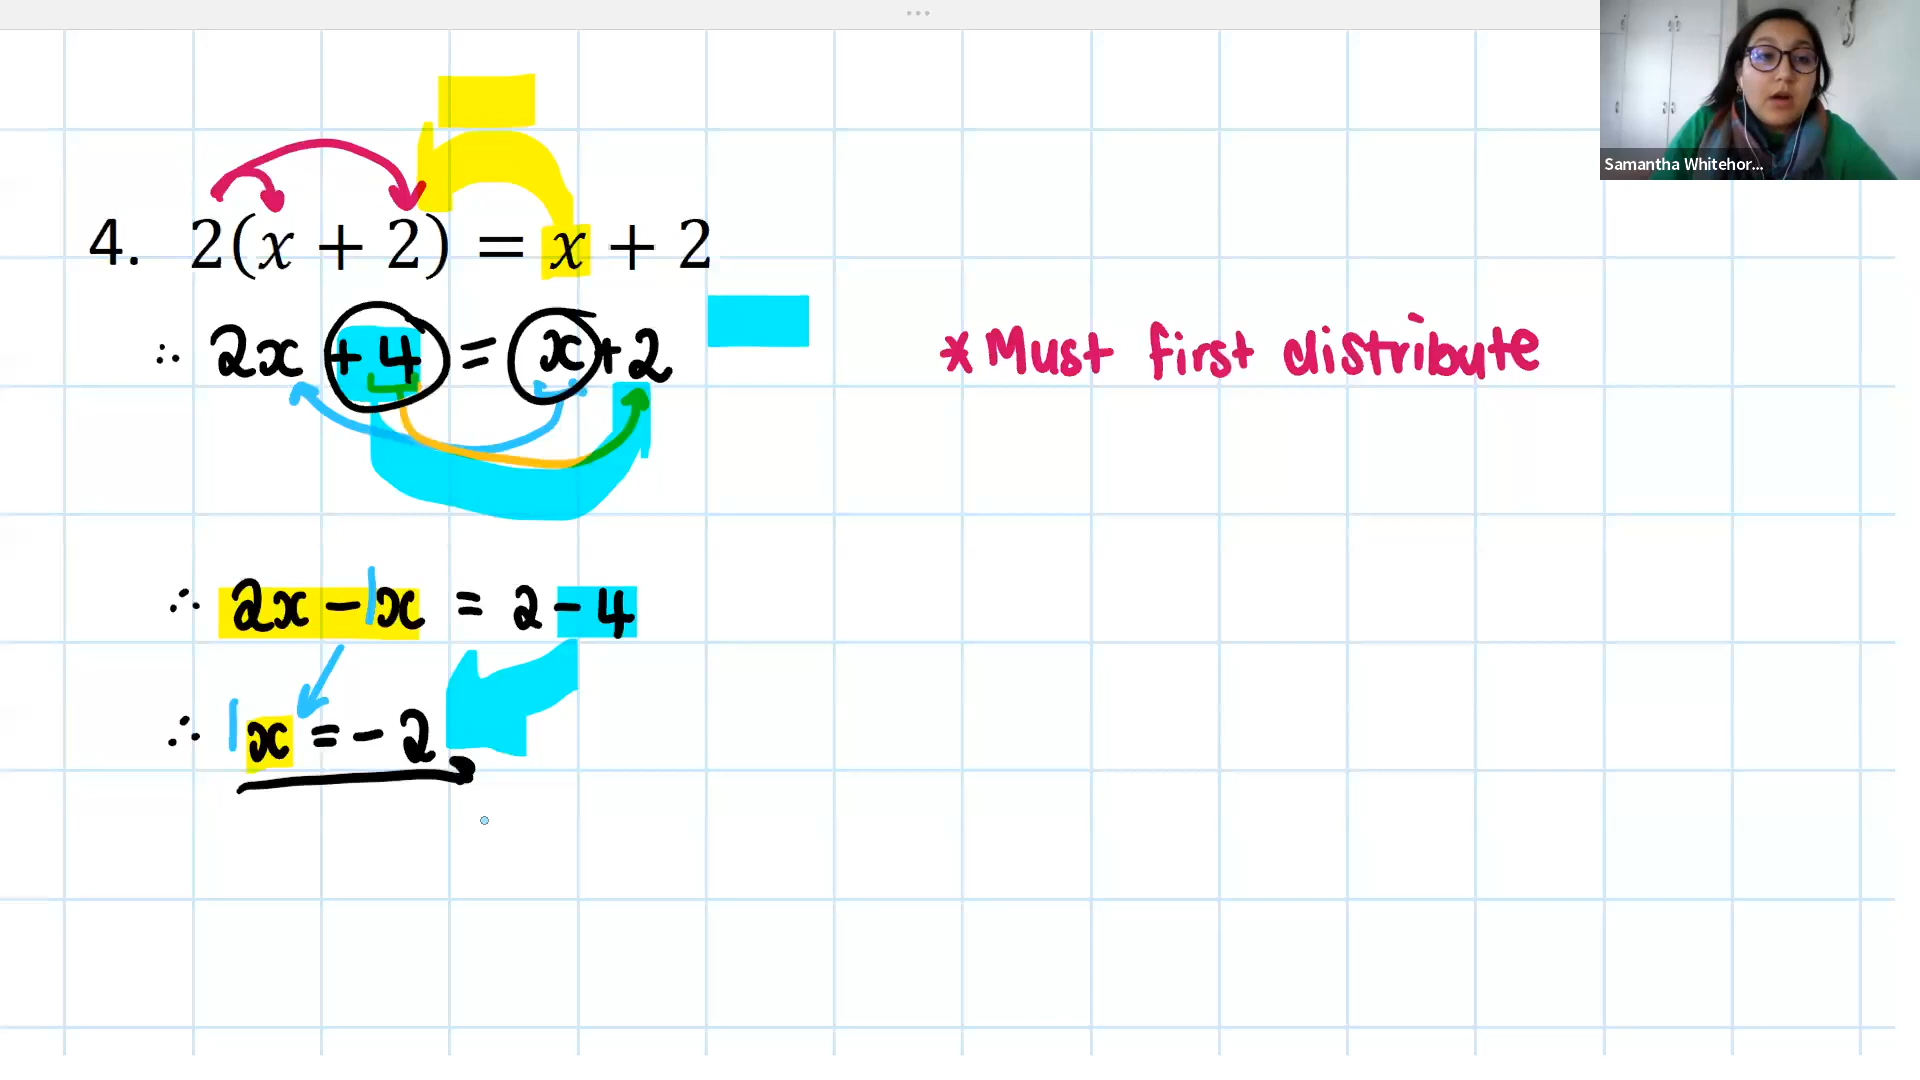 Samantha Whitehor...
4. 2(x + 2) = x + 2
∴ 2x + 4 = x + 2
* Must first distribute
∴ 2x - 1x = 2 - 4
∴ 1x = - 2